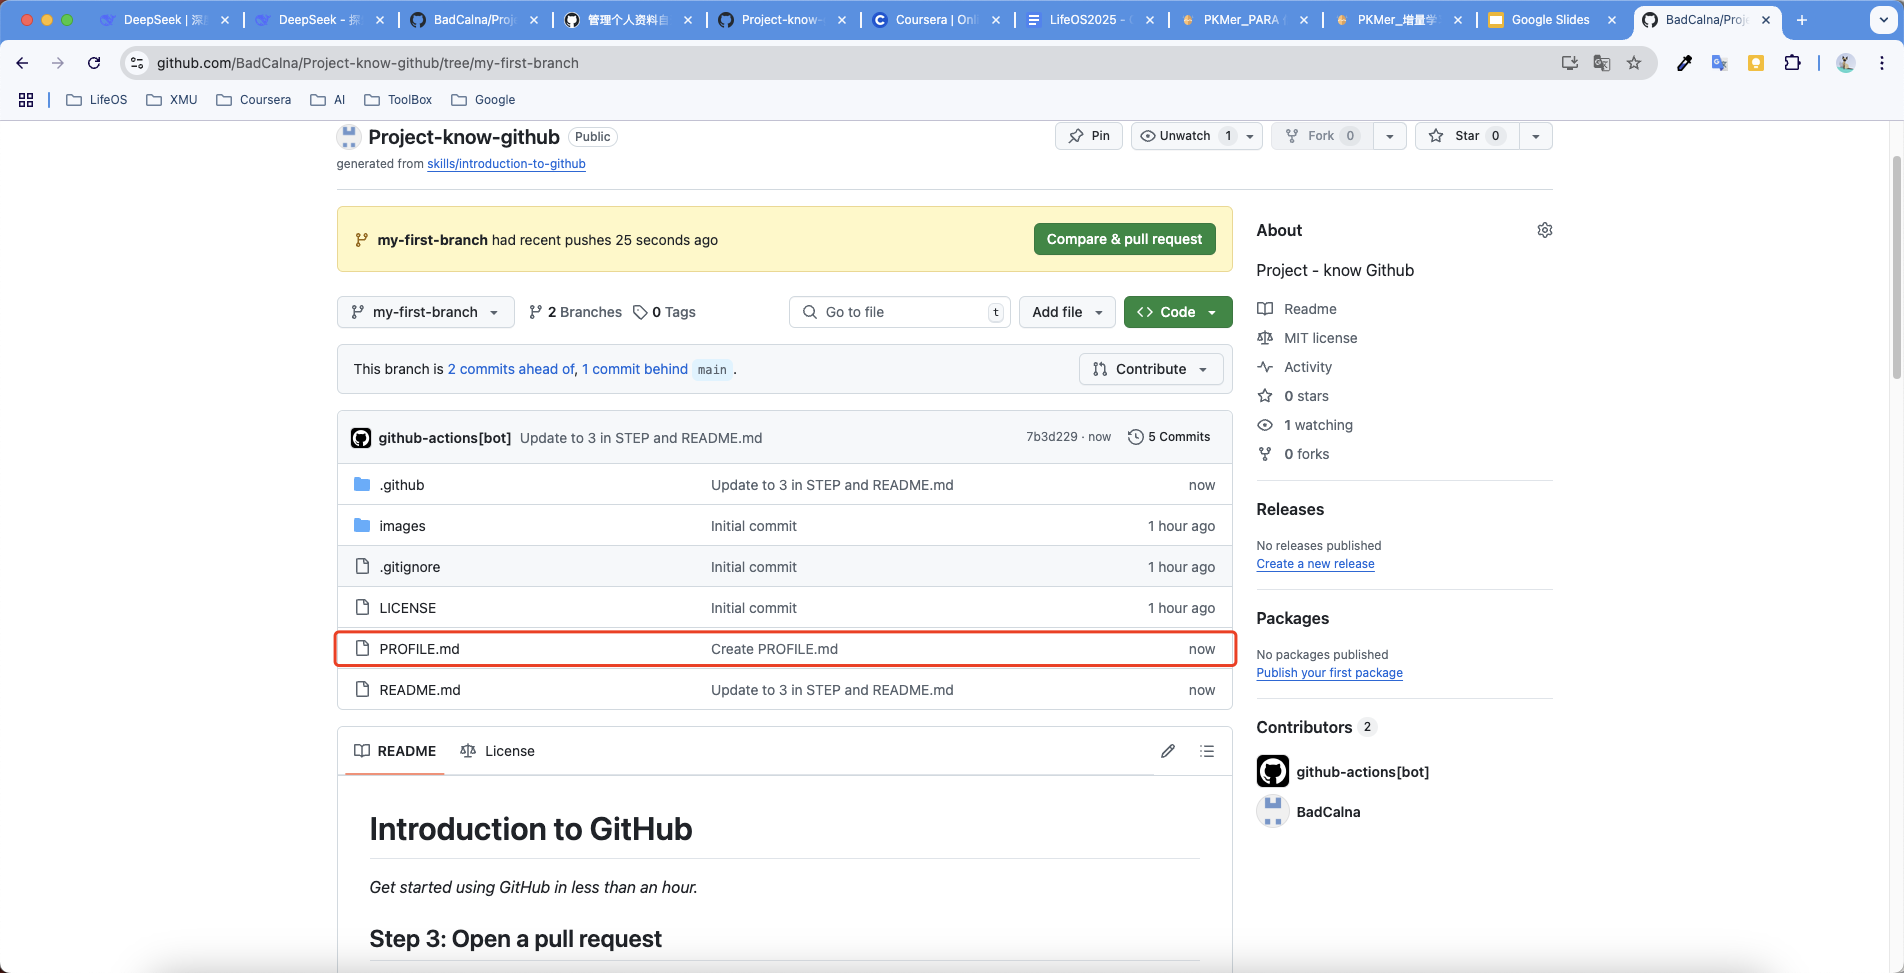 DeepSeek | 深
DeepSeek - 探
BadCalna/Proj
管理个人资料自
Project-know-
Coursera | Onl
LifeOS2025 -
PKMer_PARA
PKMer_增量学
Google Slides
BadCalna/Proj
github.com/BadCalna/Project-know-github/tree/my-first-branch
LifeOS
XMU
Coursera
AI
ToolBox
Google
Project-know-github Public
Pin
Unwatch 1
Fork 0
Star 0
generated from skills/introduction-to-github
my-first-branch had recent pushes 25 seconds ago
Compare & pull request
my-first-branch
2 Branches
0 Tags
Go to file t
Add file
<> Code
This branch is 2 commits ahead of, 1 commit behind main .
Contribute
github-actions[bot] Update to 3 in STEP and README.md 7b3d229 · now 5 Commits
.github Update to 3 in STEP and README.md now
images Initial commit 1 hour ago
.gitignore Initial commit 1 hour ago
LICENSE Initial commit 1 hour ago
PROFILE.md Create PROFILE.md now
README.md Update to 3 in STEP and README.md now
README
License
Introduction to GitHub
Get started using GitHub in less than an hour.
Step 3: Open a pull request
About
Project - know Github
Readme
MIT license
Activity
0 stars
1 watching
0 forks
Releases
No releases published
Create a new release
Packages
No packages published
Publish your first package
Contributors 2
github-actions[bot]
BadCalna